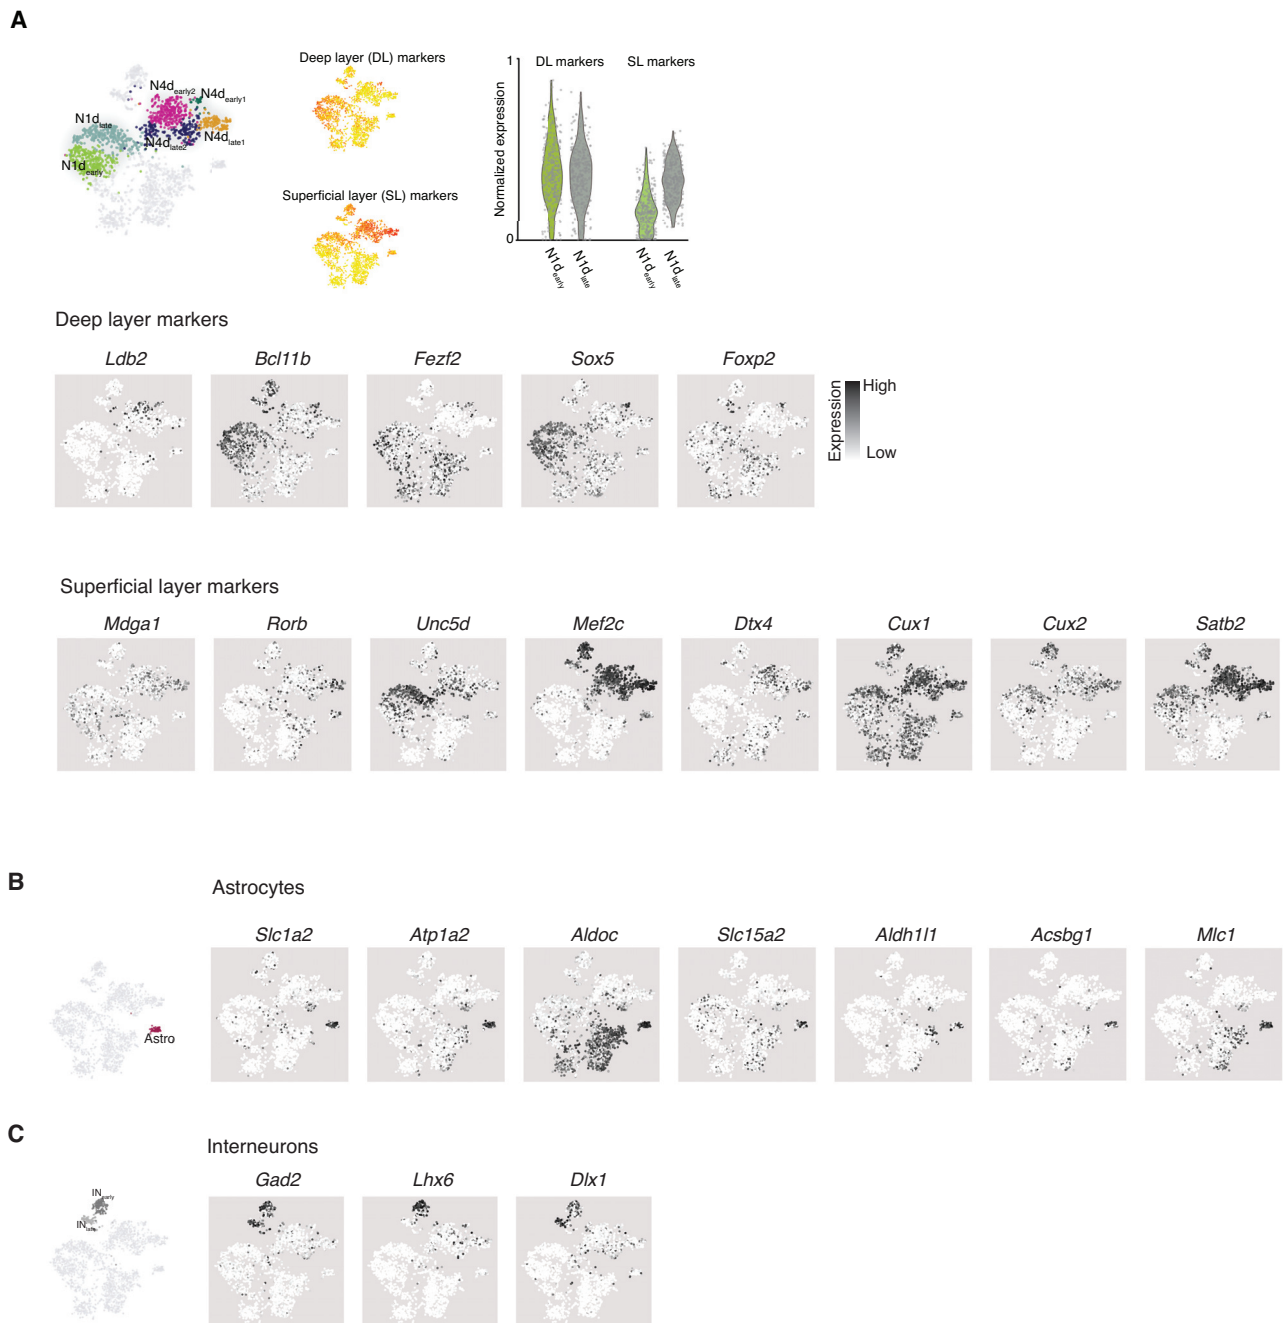 A
Deep layer (DL) markers
DL markers
SL markers
1
Normalized expression
0
N4d early2
N4d early1
N1d late
N4d late2
N4d late1
N1d early
Superficial layer (SL) markers
N1d early
N1d late
N1d early
N1d late
Deep layer markers
Ldb2
Bcl11b
Fezf2
Sox5
Foxp2
Expression
High
Low
Superficial layer markers
Mdga1
Rorb
Unc5d
Mef2c
Dtx4
Cux1
Cux2
Satb2
B
Astrocytes
Slc1a2
Atp1a2
Aldoc
Slc15a2
Aldh1l1
Acsbg1
Mlc1
Astro
C
Interneurons
Gad2
Lhx6
Dlx1
IN early
IN late